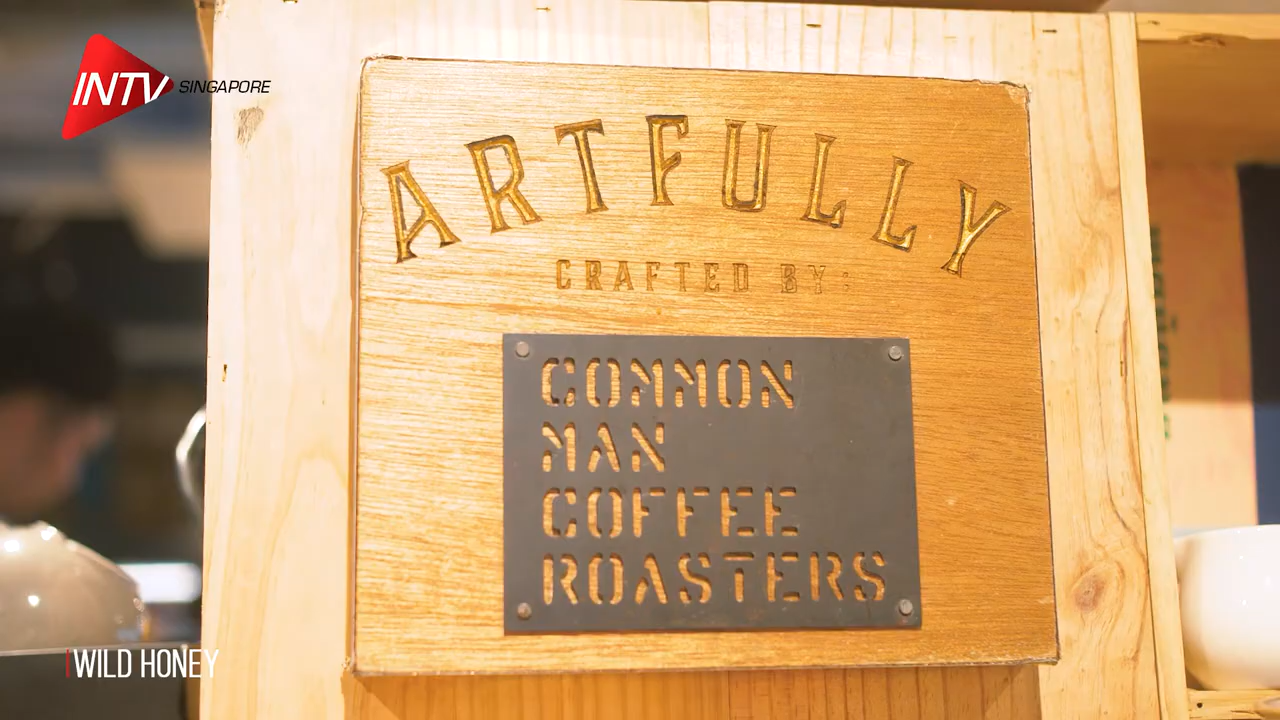 INTV SINGAPORE
ARTFULLY
CRAFTED BY:
COMMON
MAN
COFFEE
ROASTERS
WILD HONEY